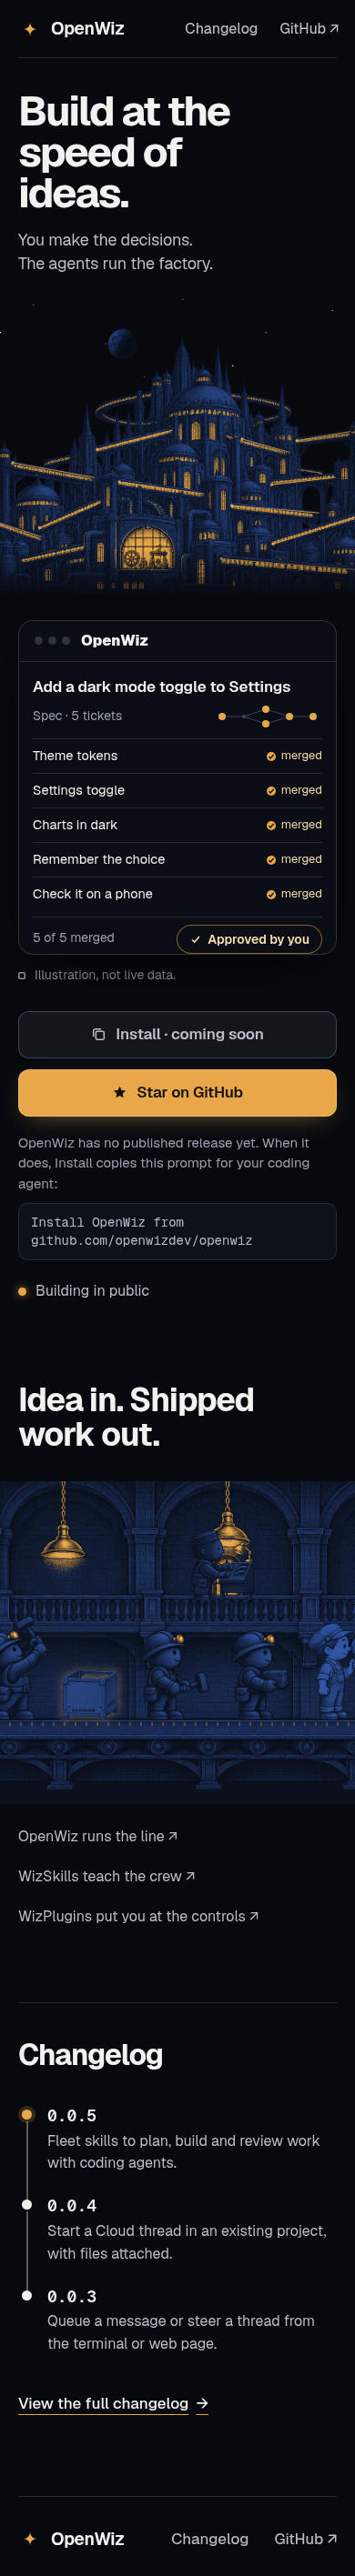 OpenWiz
Changelog
GitHub ↗
Build at the
speed of
ideas.
You make the decisions.
The agents run the factory.
OpenWiz
Add a dark mode toggle to Settings
Spec · 5 tickets
Theme tokens
merged
Settings toggle
merged
Charts in dark
merged
Remember the choice
merged
Check it on a phone
merged
5 of 5 merged
Approved by you
Illustration, not live data.
Install · coming soon
Star on GitHub
OpenWiz has no published release yet. When it
does, Install copies this prompt for your coding
agent:
Install OpenWiz from
github.com/openwizdev/openwiz
Building in public
Idea in. Shipped
work out.
OpenWiz runs the line ↗
WizSkills teach the crew ↗
WizPlugins put you at the controls ↗
Changelog
0.0.5
Fleet skills to plan, build and review work
with coding agents.
0.0.4
Start a Cloud thread in an existing project,
with files attached.
0.0.3
Queue a message or steer a thread from
the terminal or web page.
View the full changelog →
OpenWiz
Changelog
GitHub ↗